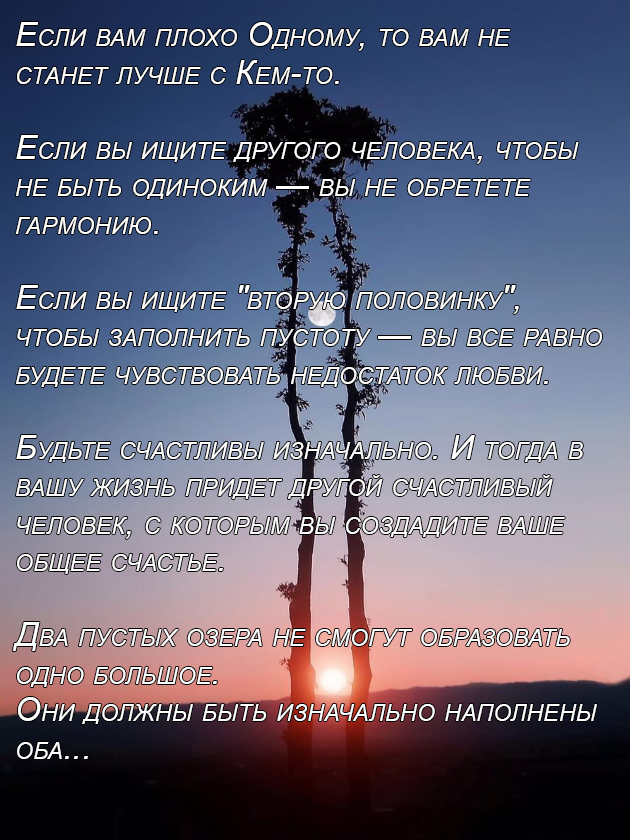 Если вам плохо Одному, то вам не
станет лучше с Кем-то.
Если вы ищите другого человека, чтобы
не быть одиноким — вы не обретете
гармонию.
Если вы ищите "вторую половинку",
чтобы заполнить пустоту — вы все равно
будете чувствовать недостаток любви.
Будьте счастливы изначально. И тогда в
вашу жизнь придет другой счастливый
человек, с которым вы создадите ваше
общее счастье.
Два пустых озера не смогут образовать
одно большое.
Они должны быть изначально наполнены
оба...